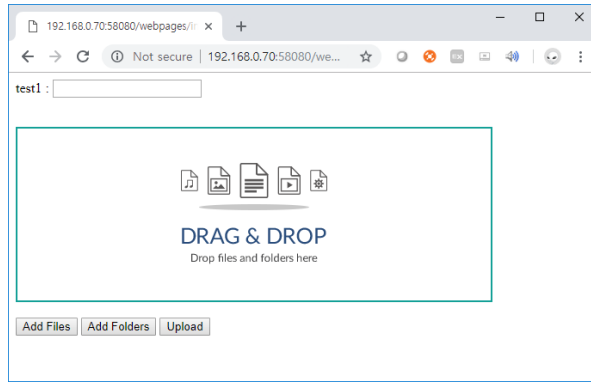 192.168.0.70:58080/webpages/ir
Not secure | 192.168.0.70:58080/we...
test1 :
DRAG & DROP
Drop files and folders here
Add Files Add Folders Upload